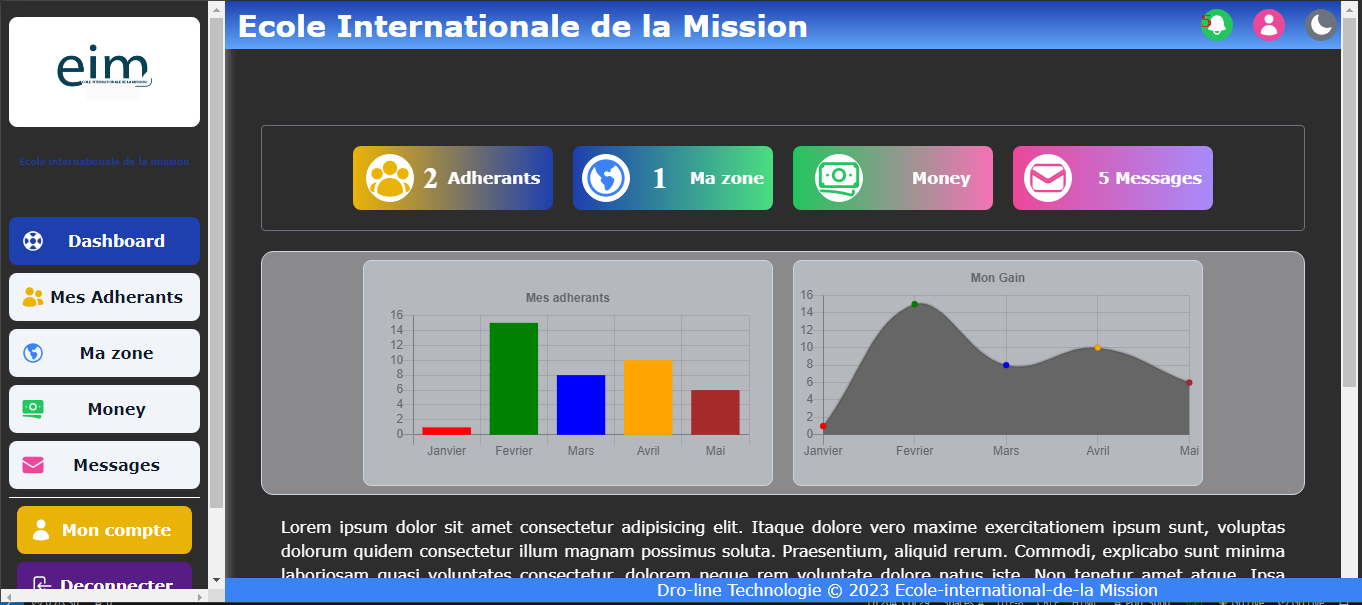 eim
ECOLE INTERNATIONALE DE LA MISSION
Ecole internationale de la mission
Dashboard
Mes Adherants
Ma zone
Money
Messages
Mon compte
Deconnecter
Ecole Internationale de la Mission
5
2 Adherants
1 Ma zone
Money
5 Messages
Mes adherants
16
14
12
10
8
6
4
2
0
Janvier Fevrier Mars Avril Mai
Mon Gain
16
14
12
10
8
6
4
2
0
Janvier Fevrier Mars Avril Mai
Lorem ipsum dolor sit amet consectetur adipisicing elit. Itaque dolore vero maxime exercitationem ipsum sunt, voluptas
dolorum quidem consectetur illum magnam possimus soluta. Praesentium, aliquid rerum. Commodi, explicabo sunt minima
laboriosam quasi voluptates consectetur, dolorem neque rem voluptate dolore natus iste. Non tenetur amet atque. Ipsa
Dro-line Technologie © 2023 Ecole-international-de-la Mission